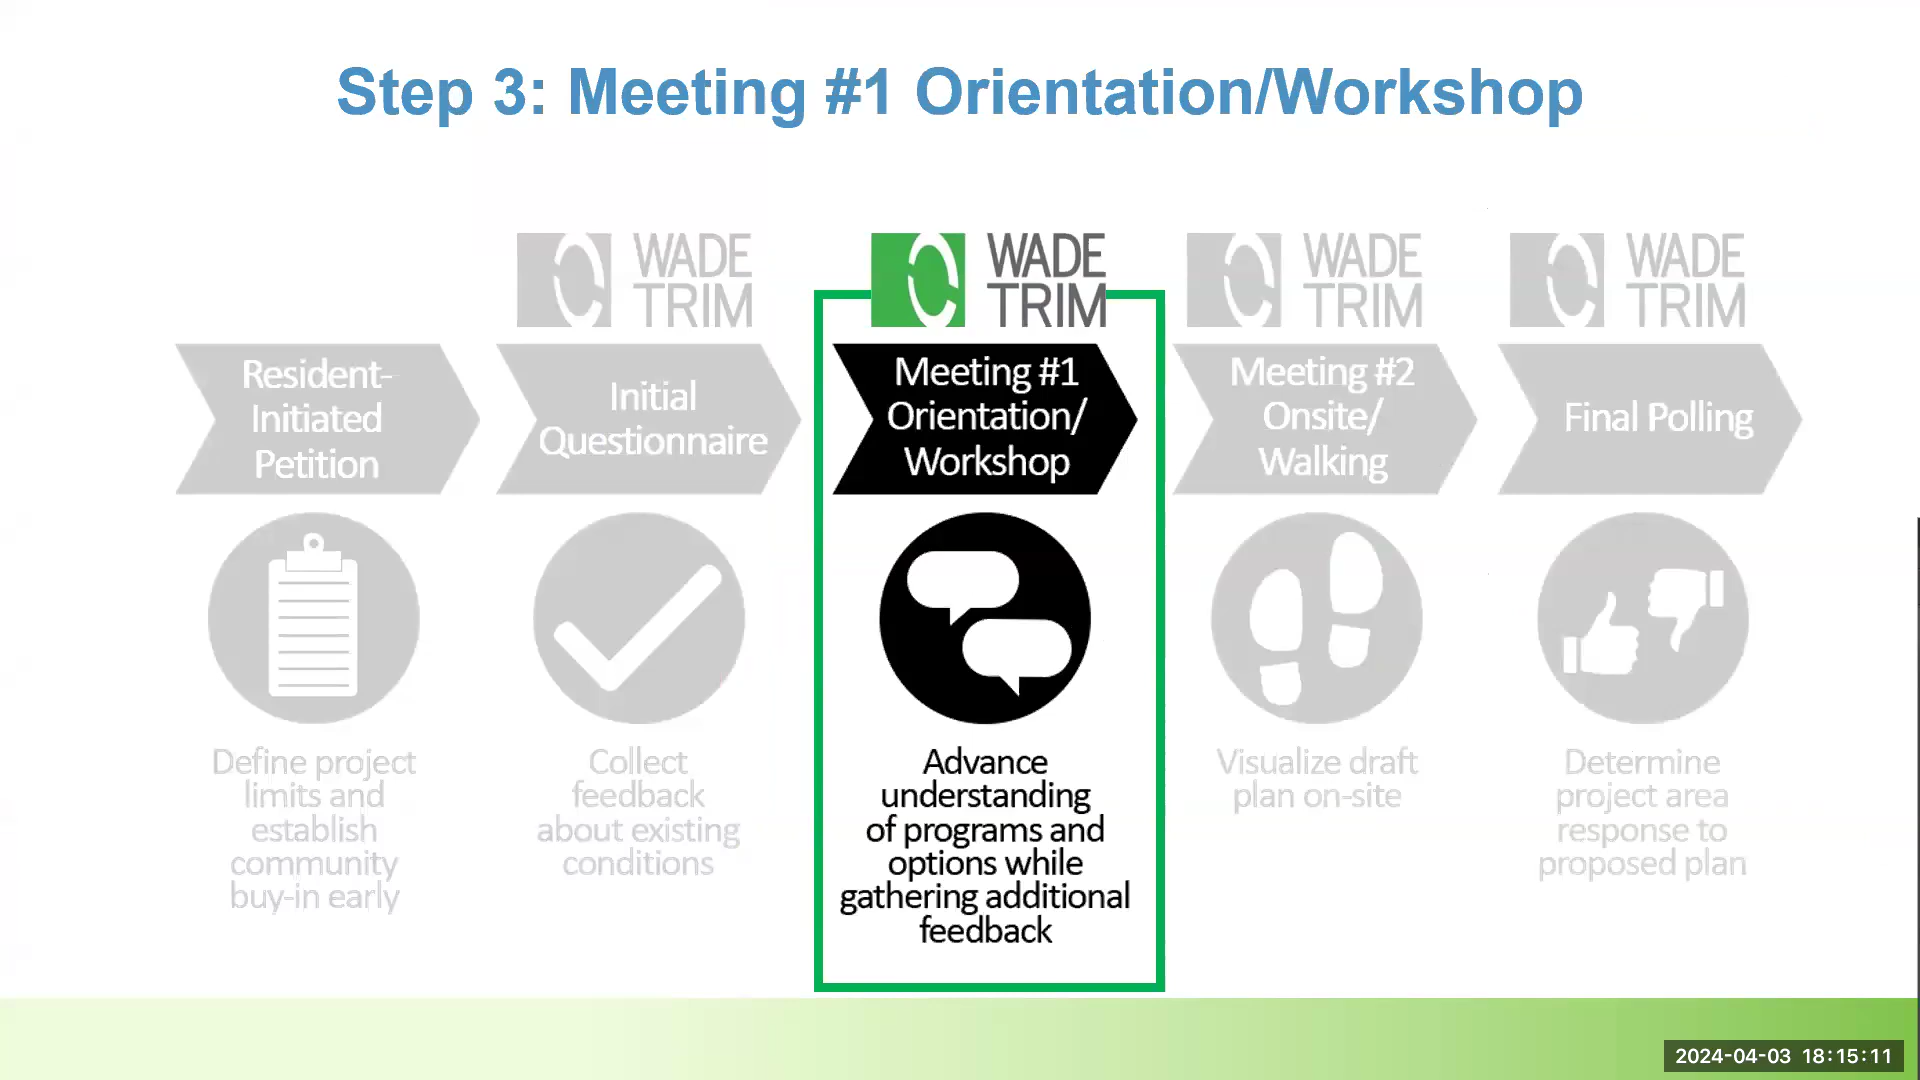 Step 3: Meeting #1 Orientation/Workshop
WADE
TRIM
WADE
TRIM
WADE
TRIM
WADE
TRIM
Resident-
Initiated
Petition
Initial
Questionnaire
Meeting #1
Orientation/
Workshop
Meeting #2
Onsite/
Walking
Final Polling
Define project
limits and
establish
community
buy-in early
Collect
feedback
about existing
conditions
Advance
understanding
of programs and
options while
gathering additional
feedback
Visualize draft
plan on-site
Determine
project area
response to
proposed plan
2024-04-03 18:15:11